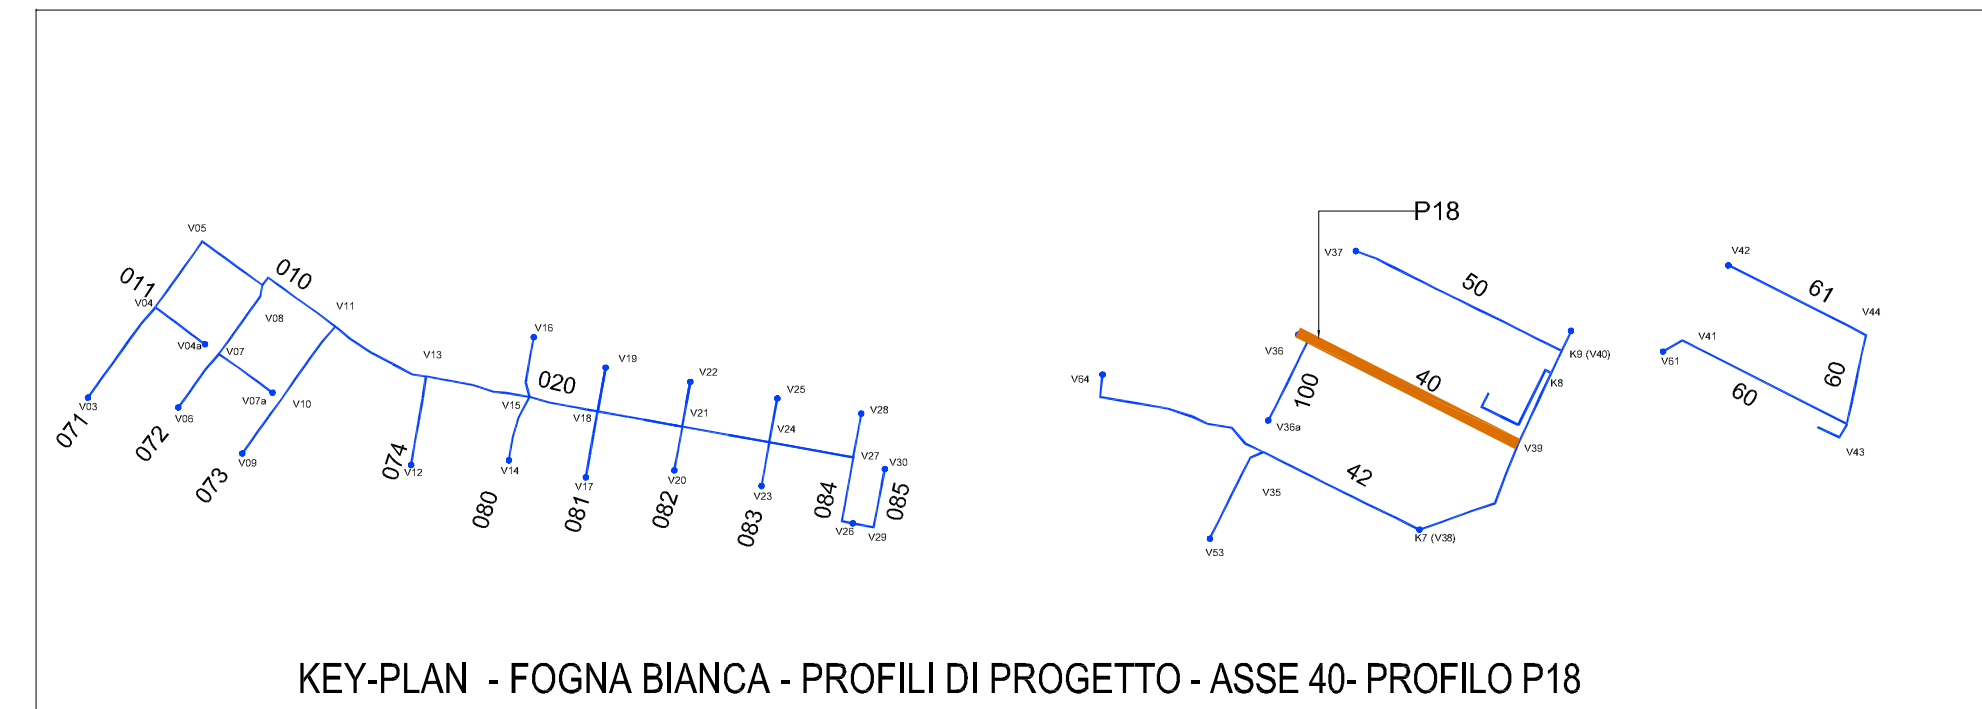 P18
V05
V37
V42
011
010
50
61
V04
V11
V08
V16
V36
V44
V41
V04a
V07
V13
V19
K9 (V40)
V61
V22
V64
020
100
40
K8
60
60
V03
V07a
V10
V15
V25
V06
V18
V21
V28
V36a
071
072
V24
V39
V09
V12
074
V14
V27
V30
V43
073
V17
V20
V23
42
V35
080
081
082
083
084
085
V26
V29
V53
K7 (V38)
KEY-PLAN - FOGNA BIANCA - PROFILI DI PROGETTO - ASSE 40- PROFILO P18